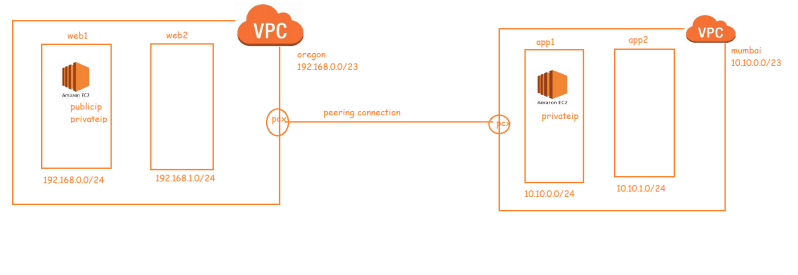 VPC
web1
web2
oregon
192.168.0.0/23
Amazon EC2
publicip
privateip
pcx
192.168.0.0/24
192.168.1.0/24
peering connection
VPC
app1
app2
mumbai
10.10.0.0/23
Amazon EC2
privateip
pcx
10.10.0.0/24
10.10.1.0/24